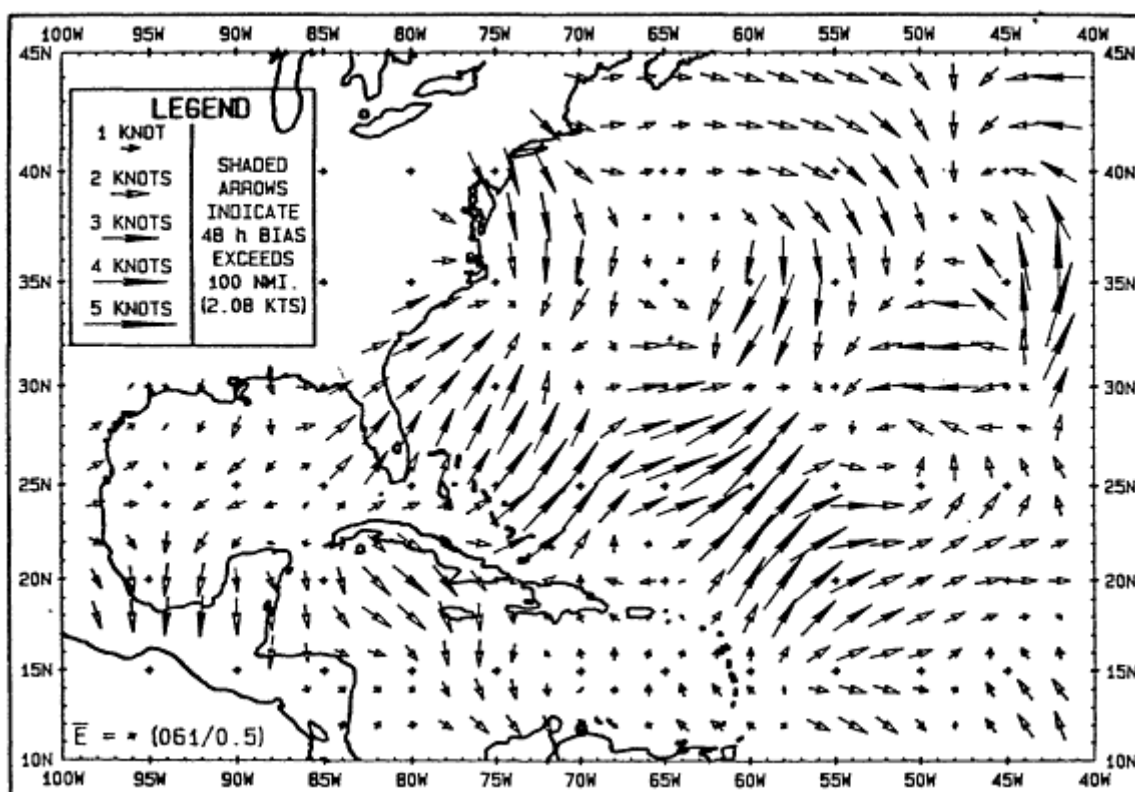 100W 95W 90W 85W 80W 75W 70W 65W 60W 55W 50W 45W 40W
45N 45N
LEGEND
1 KNOT
2 KNOTS
3 KNOTS
4 KNOTS
5 KNOTS
SHADED
ARROWS
INDICATE
48 h BIAS
EXCEEDS
100 NMI.
(2.08 KTS)
40N 40N
35N 35N
30N 30N
25N 25N
20N 20N
15N 15N
E = (061/0.5)
10N 10N
100W 95W 90W 85W 80W 75W 70W 65W 60W 55W 50W 45W 40W